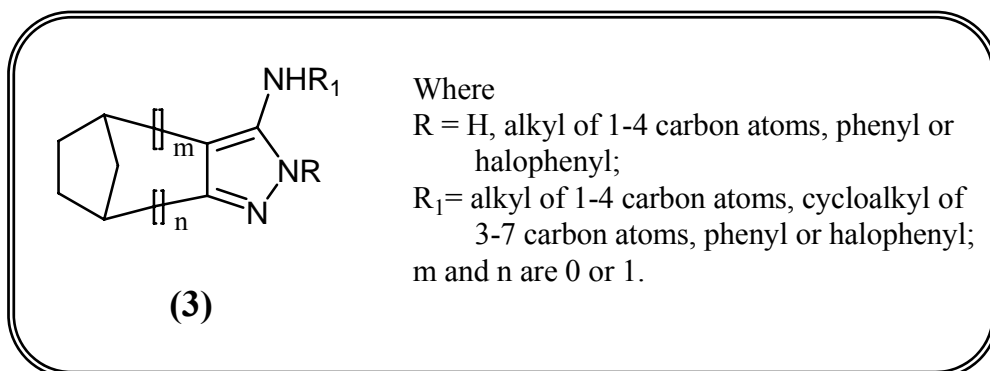 NHR1
m
NR
N
n
(3)
Where
R = H, alkyl of 1-4 carbon atoms, phenyl or
halophenyl;
R1= alkyl of 1-4 carbon atoms, cycloalkyl of
3-7 carbon atoms, phenyl or halophenyl;
m and n are 0 or 1.